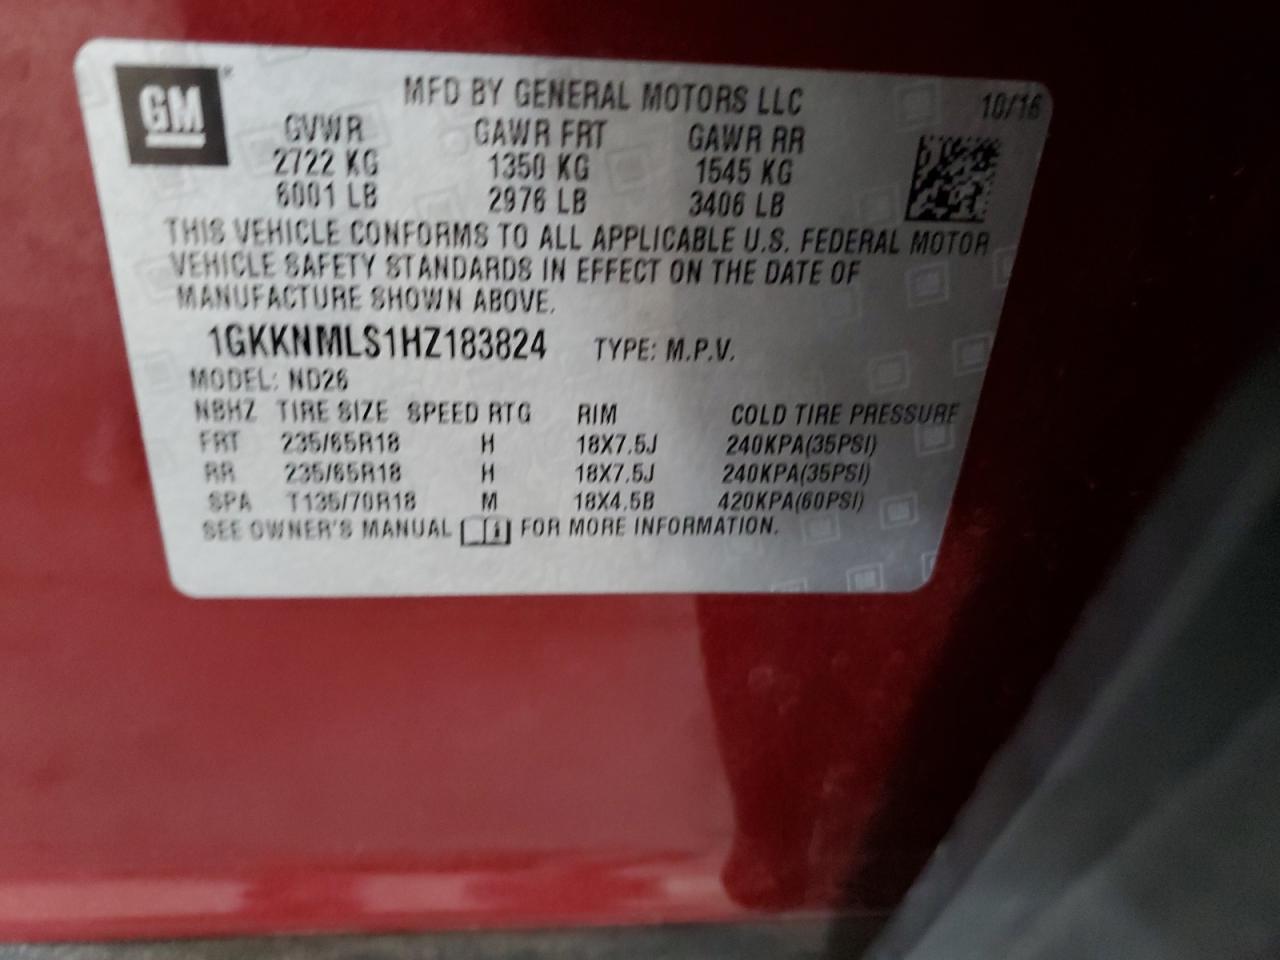 GM
MFD BY GENERAL MOTORS LLC 10/16
GVWR GAWR FRT GAWR RR
2722 KG 1350 KG 1545 KG
6001 LB 2976 LB 3406 LB
THIS VEHICLE CONFORMS TO ALL APPLICABLE U.S. FEDERAL MOTOR
VEHICLE SAFETY STANDARDS IN EFFECT ON THE DATE OF
MANUFACTURE SHOWN ABOVE.
1GKKNMLS1HZ183824 TYPE: M.P.V.
MODEL: ND26
NBHZ TIRE SIZE SPEED RTG RIM COLD TIRE PRESSURE
FRT 235/65R18 H 18X7.5J 240KPA(35PSI)
RR 235/65R18 H 18X7.5J 240KPA(35PSI)
SPA T135/70R18 M 18X4.5B 420KPA(60PSI)
SEE OWNER'S MANUAL FOR MORE INFORMATION.